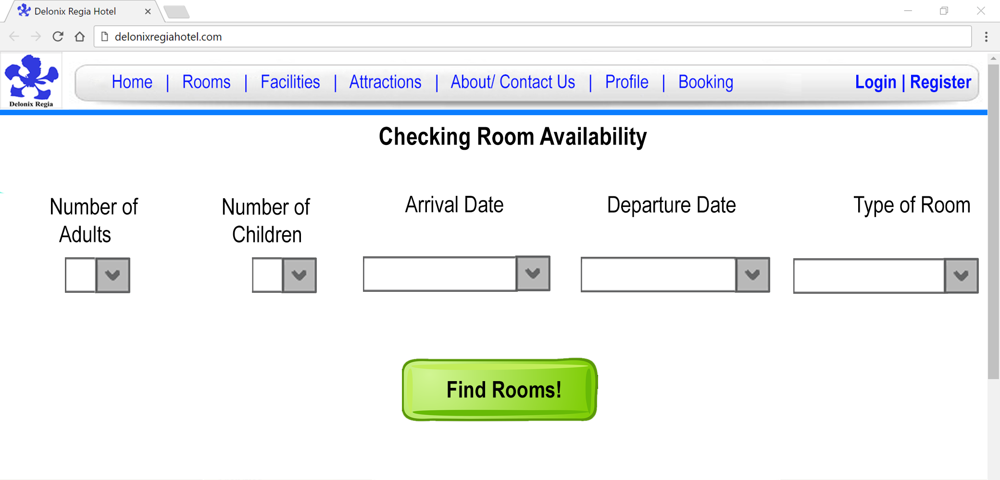 Delonix Regia Hotel
delonixregiahotel.com
Delonix Regia
Home | Rooms | Facilities | Attractions | About/ Contact Us | Profile | Booking
Login | Register
Checking Room Availability
Number of
Adults
Number of
Children
Arrival Date
Departure Date
Type of Room
Find Rooms!